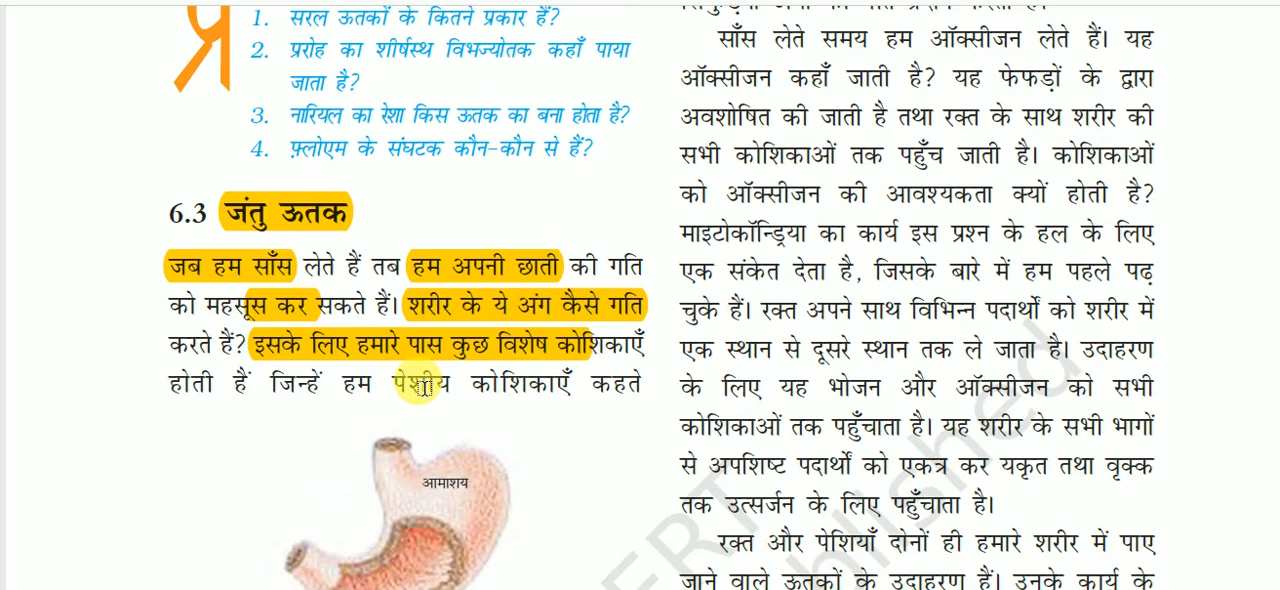 प्र
1. सरल ऊतकों के कितने प्रकार हैं?
2. प्ररोह का शीर्षस्थ विभज्योतक कहाँ पाया
जाता है?
3. नारियल का रेशा किस ऊतक का बना होता है?
4. फ़्लोएम के संघटक कौन-कौन से हैं?
6.3 जंतु ऊतक
जब हम साँस लेते हैं तब हम अपनी छाती की गति
को महसूस कर सकते हैं। शरीर के ये अंग कैसे गति
करते हैं? इसके लिए हमारे पास कुछ विशेष कोशिकाएँ
होती हैं जिन्हें हम पेशीय कोशिकाएँ कहते
आमाशय
साँस लेते समय हम ऑक्सीजन लेते हैं। यह
ऑक्सीजन कहाँ जाती है? यह फेफड़ों के द्वारा
अवशोषित की जाती है तथा रक्त के साथ शरीर की
सभी कोशिकाओं तक पहुँच जाती है। कोशिकाओं
को ऑक्सीजन की आवश्यकता क्यों होती है?
माइटोकॉन्ड्रिया का कार्य इस प्रश्न के हल के लिए
एक संकेत देता है, जिसके बारे में हम पहले पढ़
चुके हैं। रक्त अपने साथ विभिन्न पदार्थों को शरीर में
एक स्थान से दूसरे स्थान तक ले जाता है। उदाहरण
के लिए यह भोजन और ऑक्सीजन को सभी
कोशिकाओं तक पहुँचाता है। यह शरीर के सभी भागों
से अपशिष्ट पदार्थों को एकत्र कर यकृत तथा वृक्क
तक उत्सर्जन के लिए पहुँचाता है।
रक्त और पेशियाँ दोनों ही हमारे शरीर में पाए
जाने वाले ऊतकों के उदाहरण हैं। उनके कार्य के